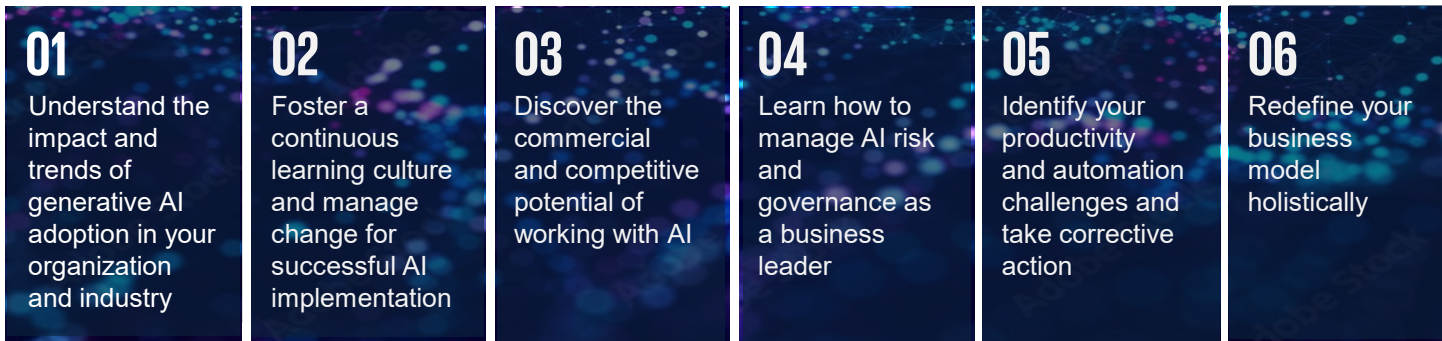 01
Understand the
impact and
trends of
generative AI
adoption in your
organization
and industry
02
Foster a
continuous
learning culture
and manage
change for
successful AI
implementation
03
Discover the
commercial
and competitive
potential of
working with AI
04
Learn how to
manage AI risk
and
governance as
a business
leader
05
Identify your
productivity
and automation
challenges and
take corrective
action
06
Redefine your
business
model
holistically
Adobe Stock